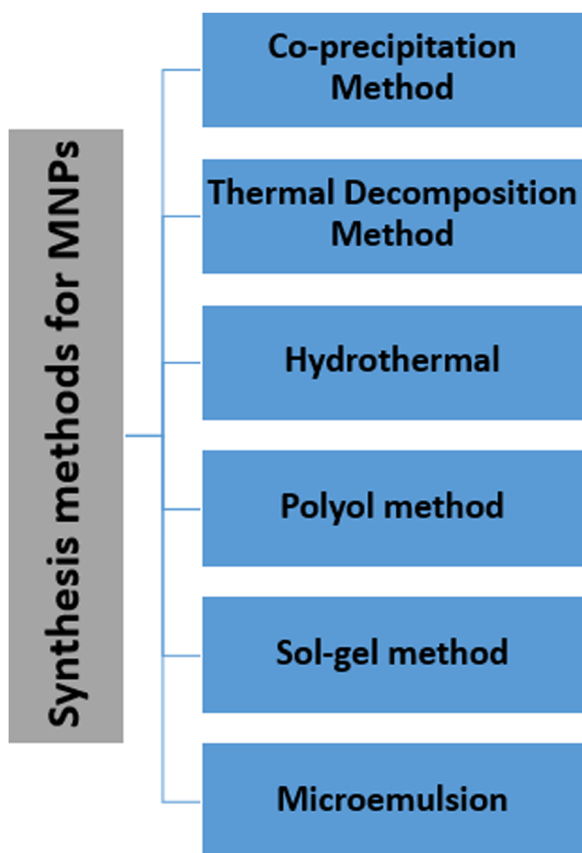 Synthesis methods for MNPs
Co-precipitation
Method
Thermal Decomposition
Method
Hydrothermal
Polyol method
Sol-gel method
Microemulsion